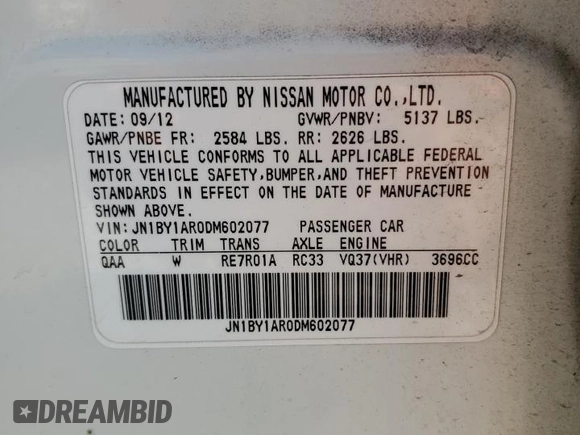 MANUFACTURED BY NISSAN MOTOR CO.,LTD.
DATE: 09/12 GVWR/PNBV: 5137 LBS.
GAWR/PNBE FR: 2584 LBS. RR: 2626 LBS.
THIS VEHICLE CONFORMS TO ALL APPLICABLE FEDERAL
MOTOR VEHICLE SAFETY,BUMPER,AND THEFT PREVENTION
STANDARDS IN EFFECT ON THE DATE OF MANUFACTURE
SHOWN ABOVE.
VIN:JN1BY1AR0DM602077 PASSENGER CAR
COLOR TRIM TRANS AXLE ENGINE
QAA W RE7R01A RC33 VQ37(VHR) 3696CC
JN1BY1AR0DM602077
DREAMBID